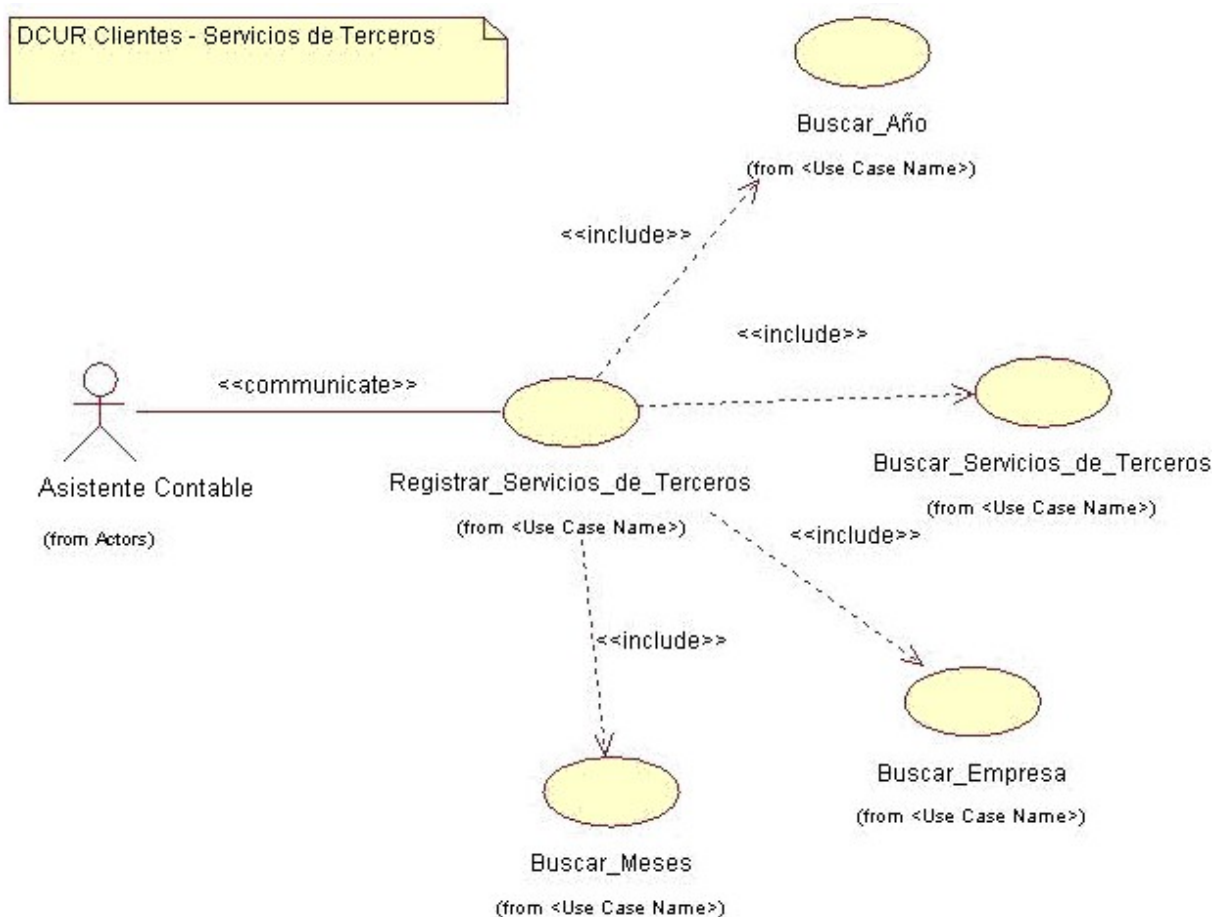 DCUR Clientes - Servicios de Terceros
Buscar_Año
(from <Use Case Name>)
<<include>>
<<include>>
<<communicate>>
Asistente Contable
(from Actors)
Registrar_Servicios_de_Terceros
(from <Use Case Name>)
Buscar_Servicios_de_Terceros
(from <Use Case Name>)
<<include>>
<<include>>
Buscar_Empresa
(from <Use Case Name>)
Buscar_Meses
(from <Use Case Name>)